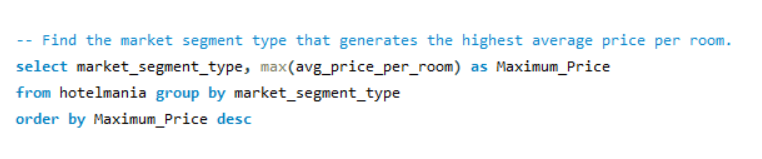 -- Find the market segment type that generates the highest average price per room.
select market_segment_type, max(avg_price_per_room) as Maximum_Price
from hotelmania group by market_segment_type
order by Maximum_Price desc